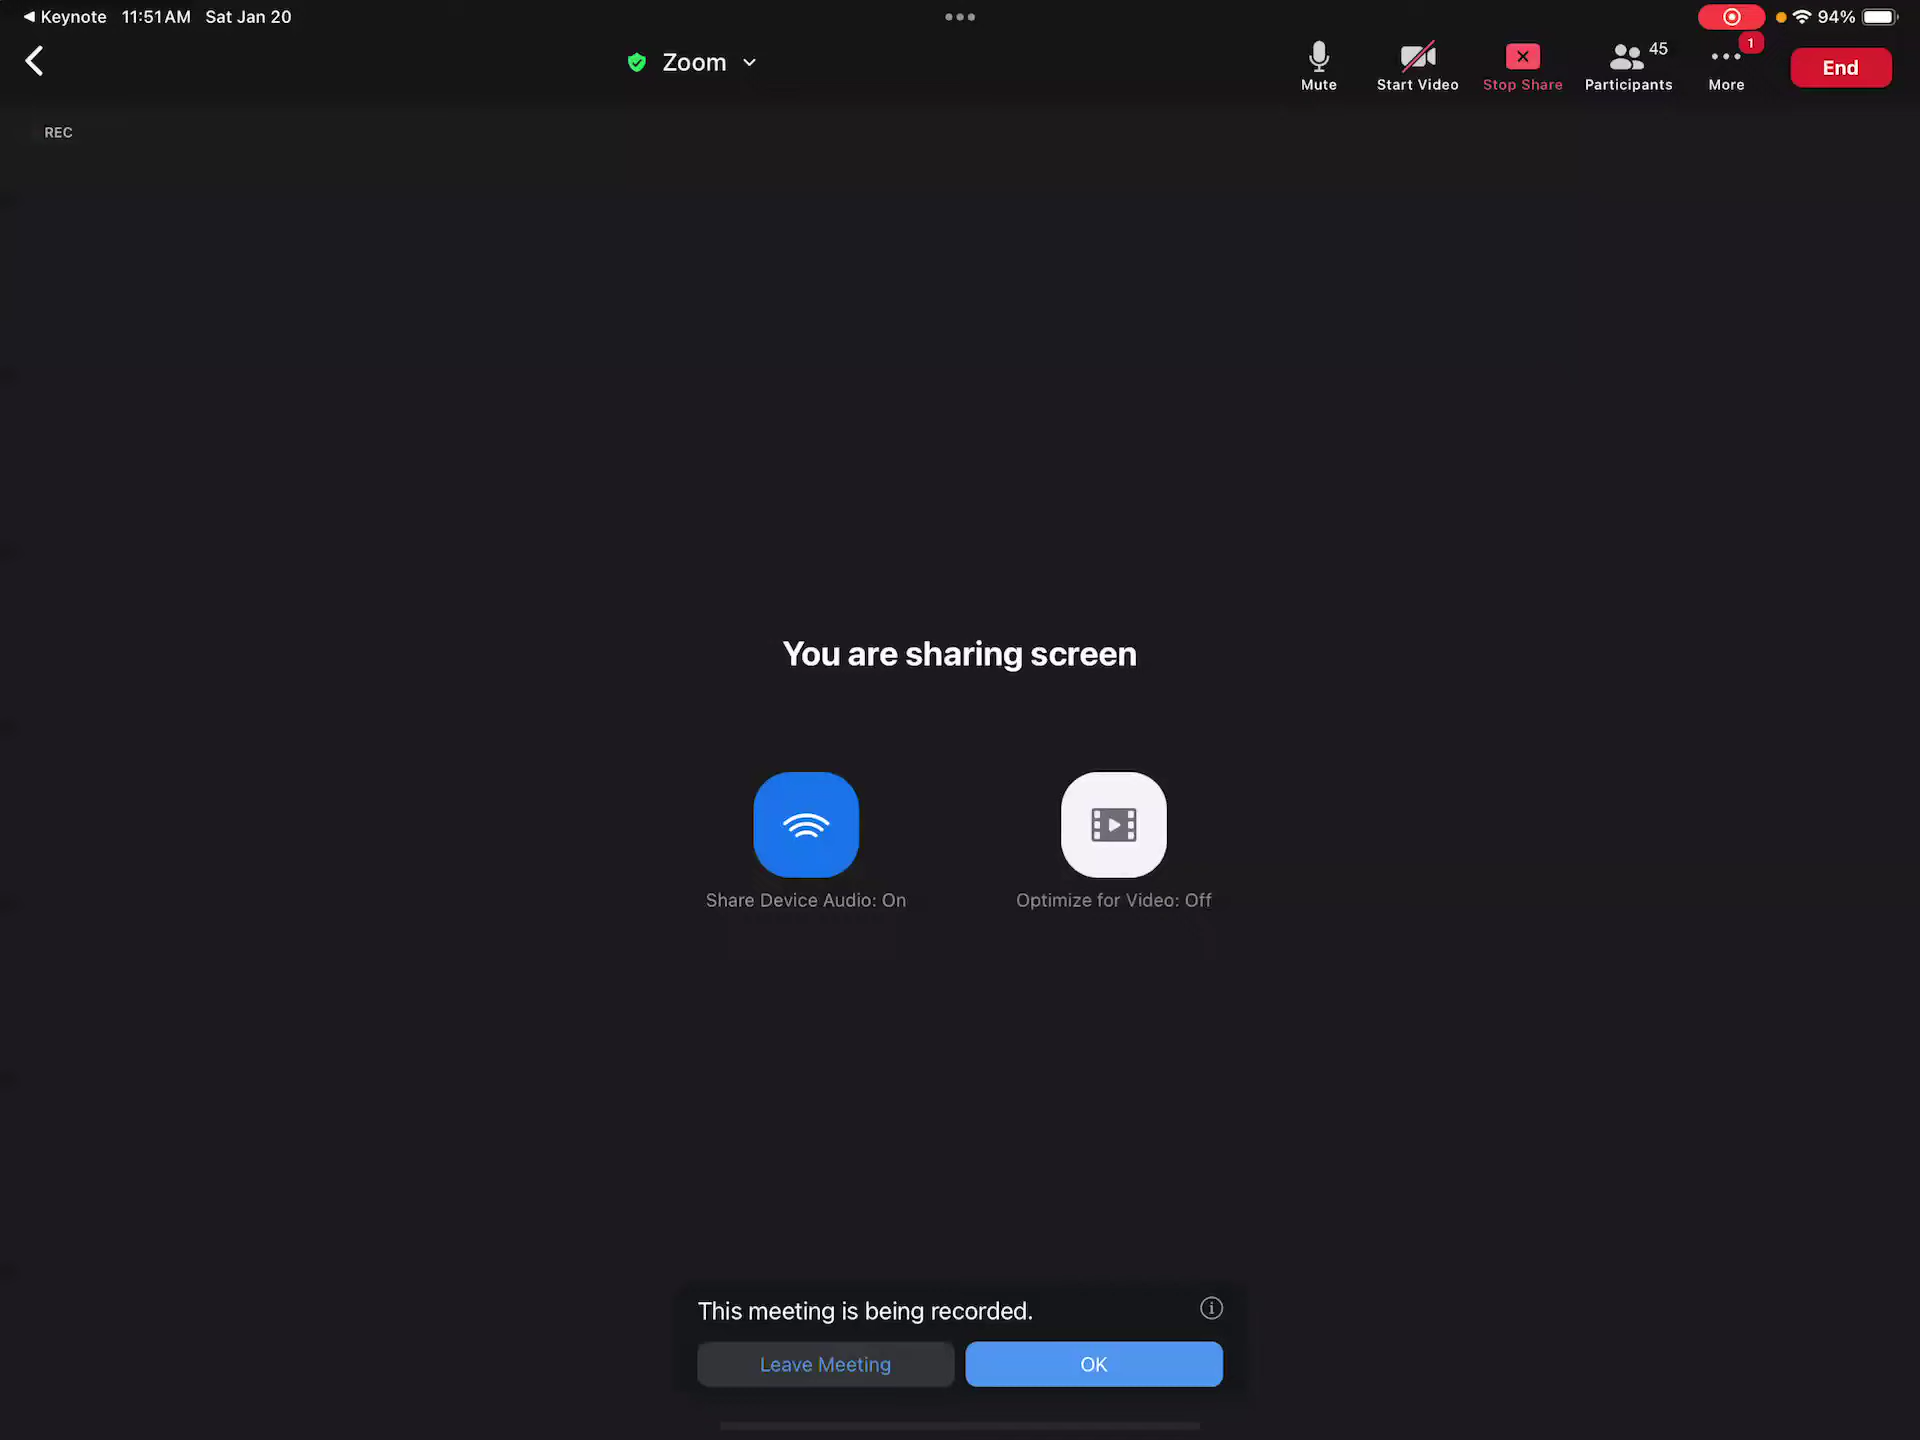 Keynote 11:51AM Sat Jan 20
94%
Zoom
45
1
Mute Start Video Stop Share Participants More
End
REC
You are sharing screen
Share Device Audio: On
Optimize for Video: Off
This meeting is being recorded.
Leave Meeting
OK